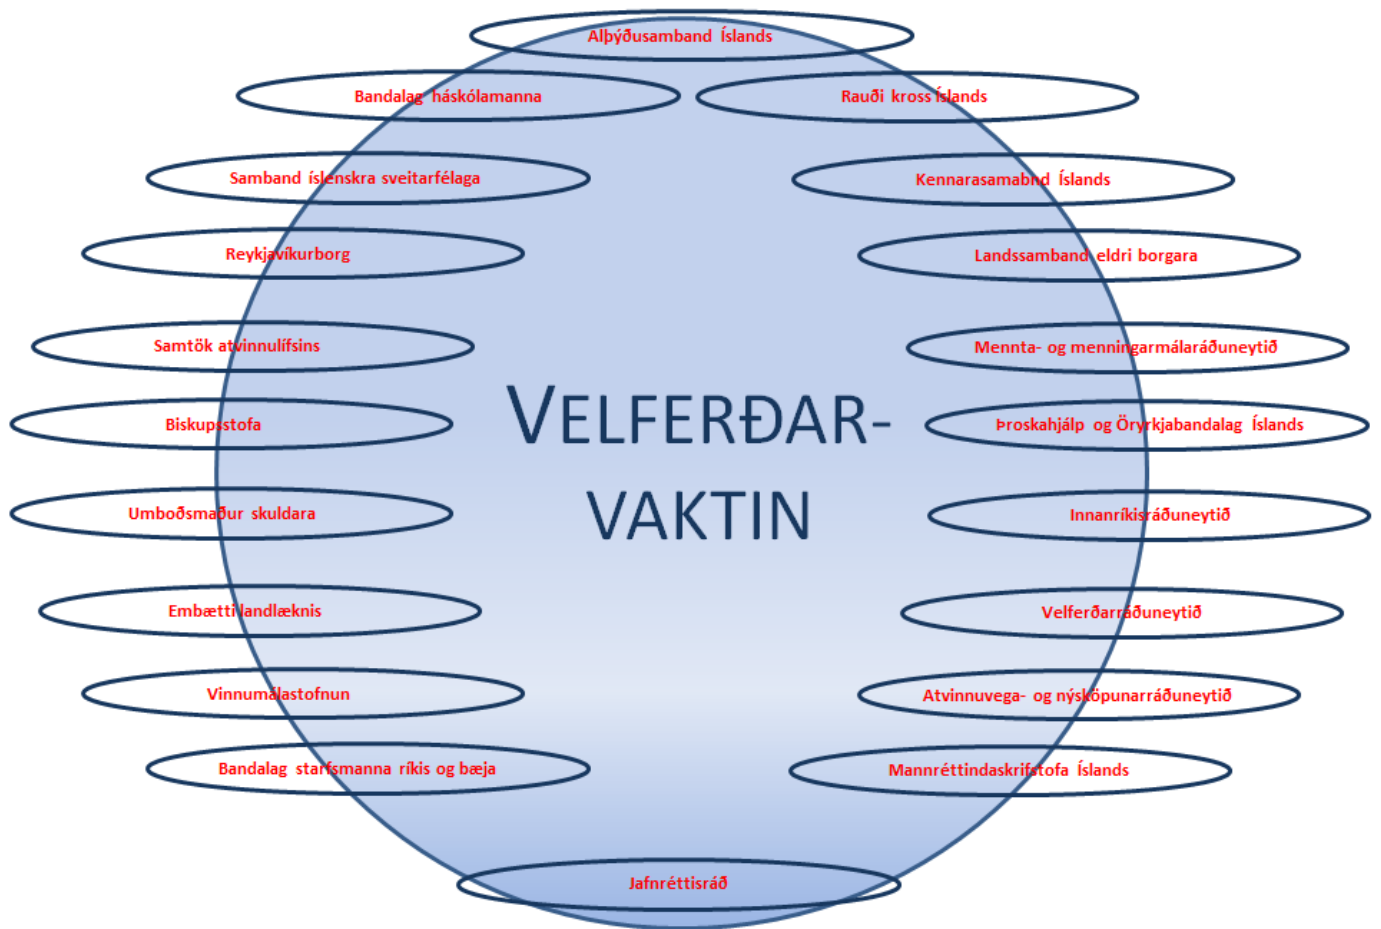 Alþýðusamband Íslands
Bandalag háskólamanna
Rauði kross Íslands
Samband íslenskra sveitarfélaga
Kennarasamabnd Íslands
Reykjavíkurborg
Landssamband eldri borgara
Samtök atvinnulífsins
Mennta- og menningarmálaráðuneytið
VELFERÐAR-
VAKTIN
Biskupsstofa
Þroskahjálp og Öryrkjabandalag Íslands
Umboðsmaður skuldara
Innanríkisráðuneytið
Embætti landlæknis
Velferðarráðuneytið
Vinnumálastofnun
Atvinnuvega- og nýsköpunarráðuneytið
Bandalag starfsmanna ríkis og bæja
Mannréttindaskrifstofa Íslands
Jafnréttisráð